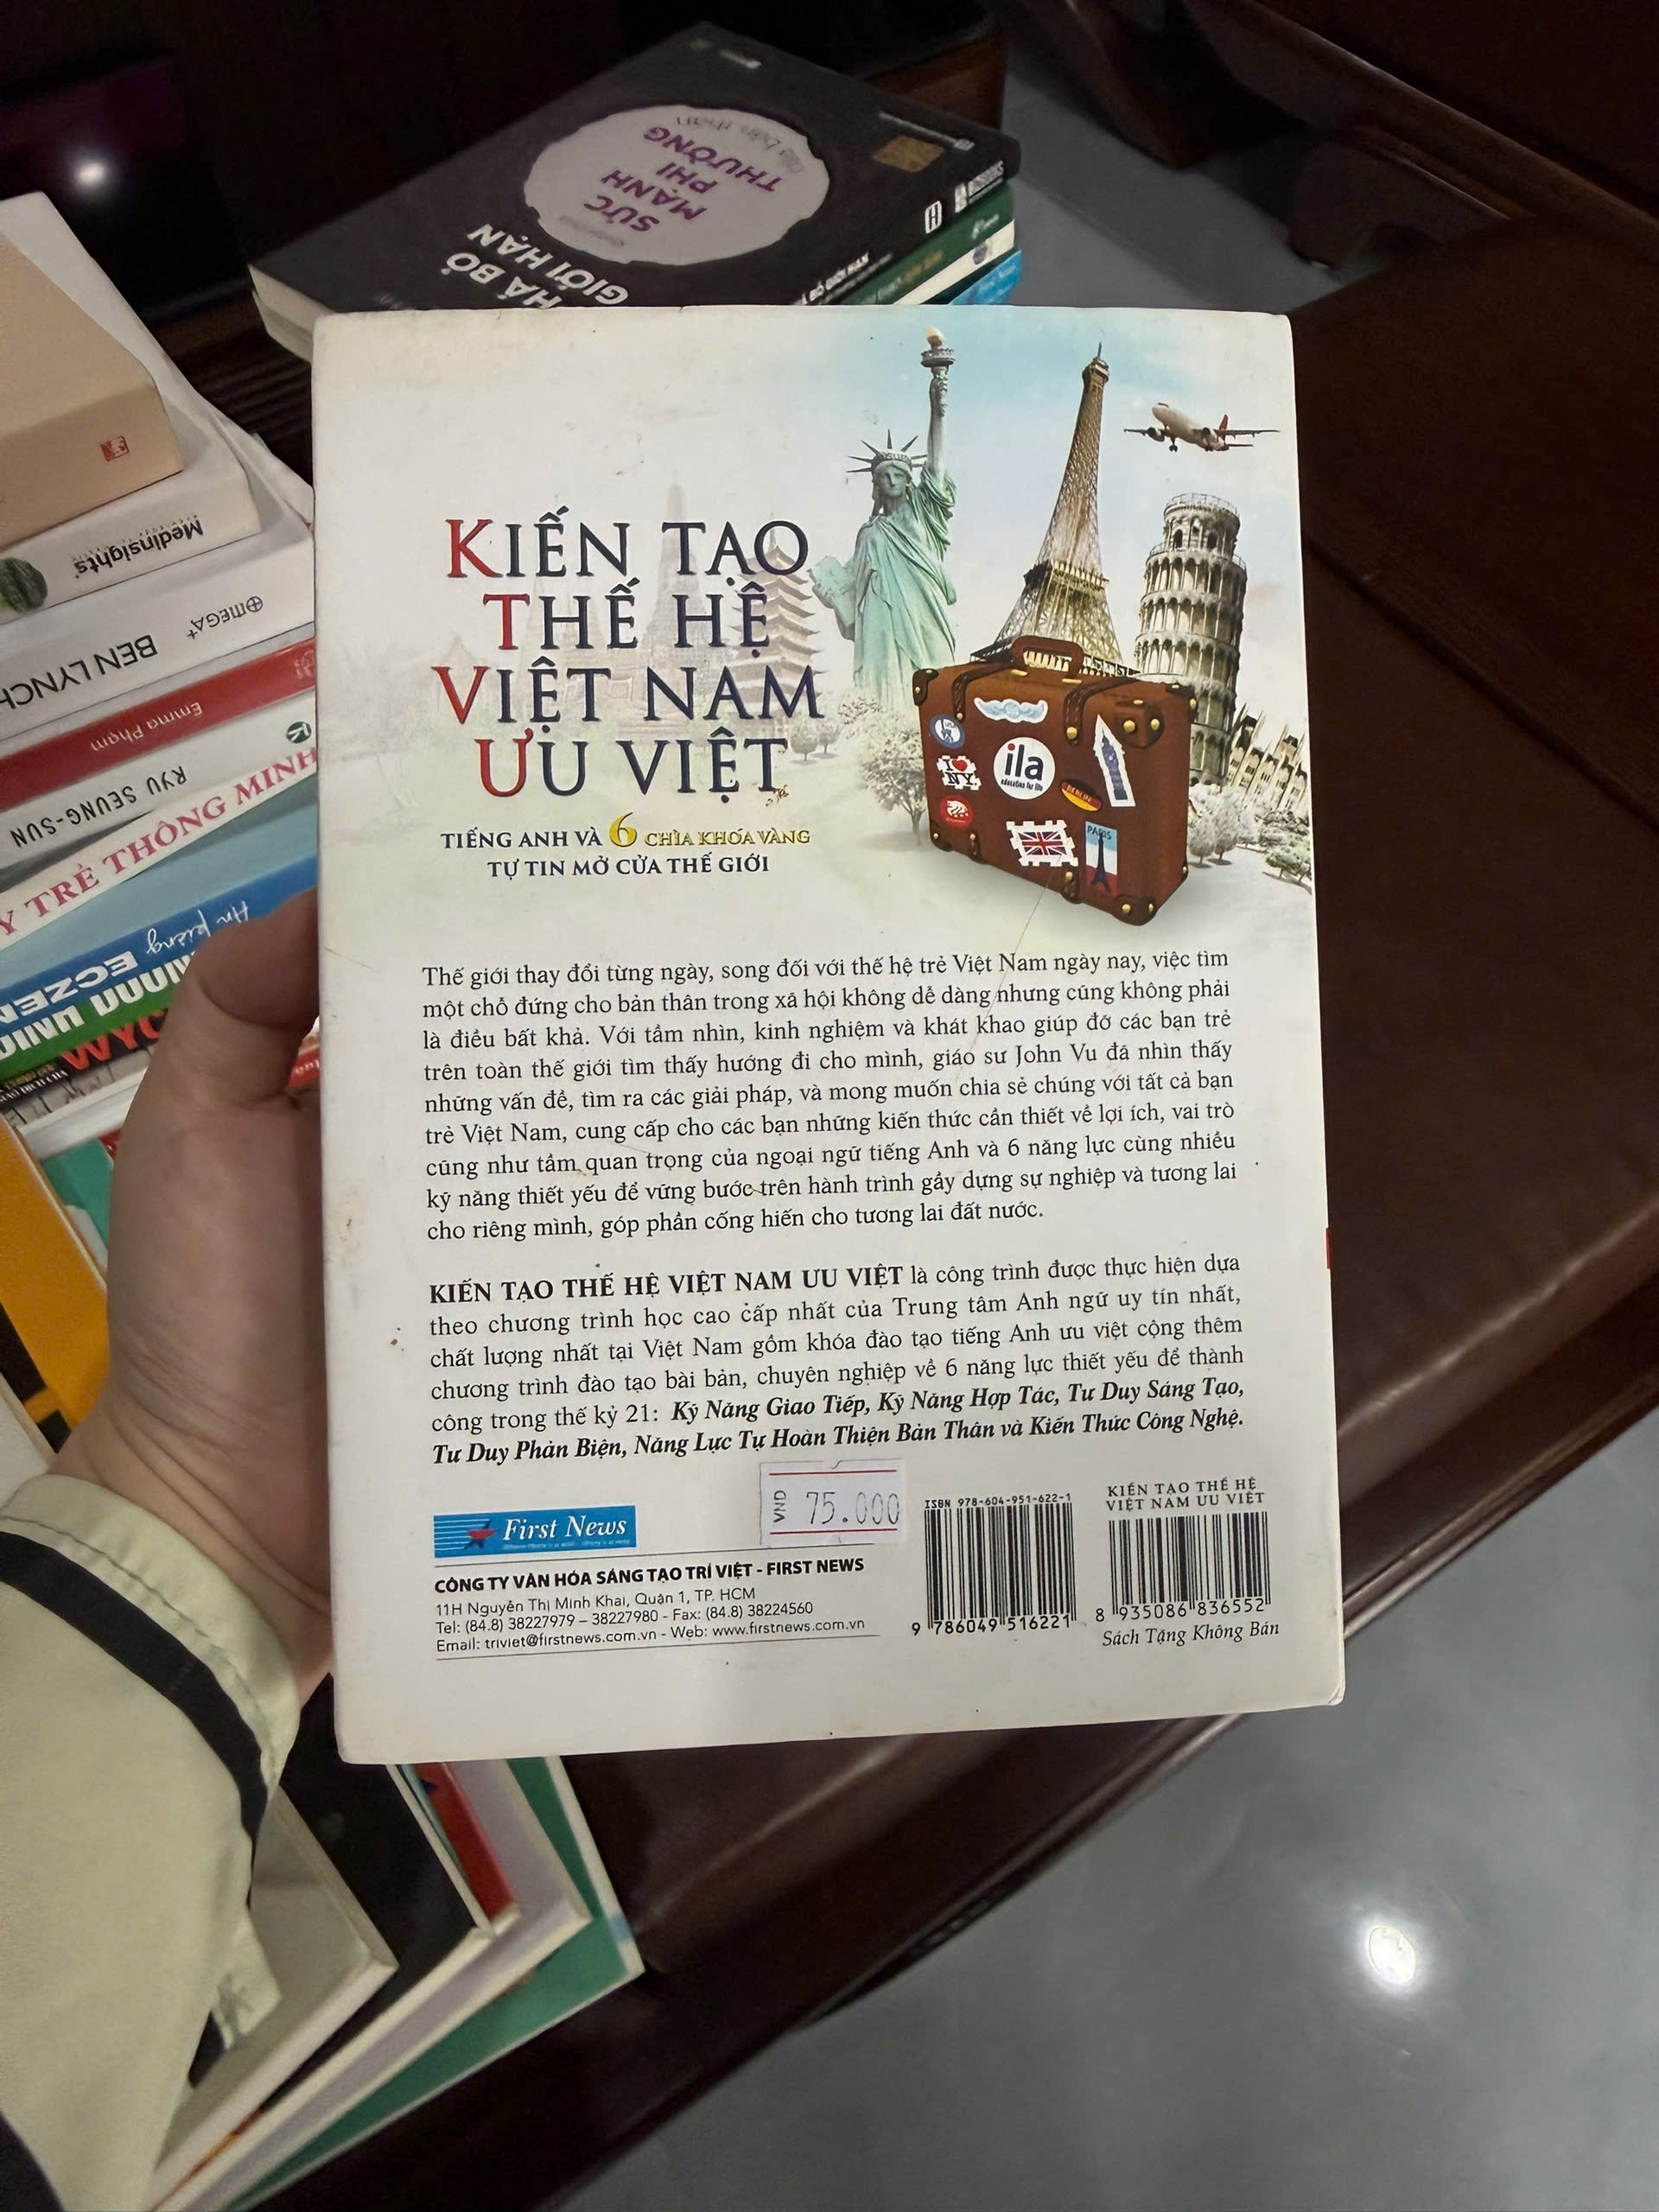 SỨC
MẠNH
PHI
THƯỜNG
GIỚI HẠN
Medinsights
OMEGA+
BEN LYNCH
Emma Phạm
RYU SEUNG-SUN
Y TRẺ THÔNG MINH
Ăn kiêng
ECZEM
KIẾN TẠO
THẾ HỆ
VIỆT NAM
ƯU VIỆT
TIẾNG ANH VÀ 6 CHÌA KHÓA VÀNG
TỰ TIN MỞ CỬA THẾ GIỚI
ila
education for life
I ♥
NY
BERLIN
PARIS
Thế giới thay đổi từng ngày, song đối với thế hệ trẻ Việt Nam ngày nay, việc tìm
một chỗ đứng cho bản thân trong xã hội không dễ dàng nhưng cũng không phải
là điều bất khả. Với tầm nhìn, kinh nghiệm và khát khao giúp đỡ các bạn trẻ
trên toàn thế giới tìm thấy hướng đi cho mình, giáo sư John Vu đã nhìn thấy
những vấn đề, tìm ra các giải pháp, và mong muốn chia sẻ chúng với tất cả bạn
trẻ Việt Nam, cung cấp cho các bạn những kiến thức cần thiết về lợi ích, vai trò
cũng như tầm quan trọng của ngoại ngữ tiếng Anh và 6 năng lực cùng nhiều
kỹ năng thiết yếu để vững bước trên hành trình gầy dựng sự nghiệp và tương lai
cho riêng mình, góp phần cống hiến cho tương lai đất nước.
KIẾN TẠO THẾ HỆ VIỆT NAM ƯU VIỆT là công trình được thực hiện dựa
theo chương trình học cao cấp nhất của Trung tâm Anh ngữ uy tín nhất,
chất lượng nhất tại Việt Nam gồm khóa đào tạo tiếng Anh ưu việt cộng thêm
chương trình đào tạo bài bản, chuyên nghiệp về 6 năng lực thiết yếu để thành
công trong thế kỷ 21: Kỹ Năng Giao Tiếp, Kỹ Năng Hợp Tác, Tư Duy Sáng Tạo,
Tư Duy Phản Biện, Năng Lực Tự Hoàn Thiện Bản Thân và Kiến Thức Công Nghệ.
First News
VND 75.000
CÔNG TY VĂN HÓA SÁNG TẠO TRÍ VIỆT - FIRST NEWS
11H Nguyễn Thị Minh Khai, Quận 1, TP. HCM
Tel: (84.8) 38227979 – 38227980 - Fax: (84.8) 38224560
Email: triviet@firstnews.com.vn - Web: www.firstnews.com.vn
ISBN 978-604-951-622-1
9 786049 516221
KIẾN TẠO THẾ HỆ
VIỆT NAM ƯU VIỆT
8 935086 836552
Sách Tặng Không Bán